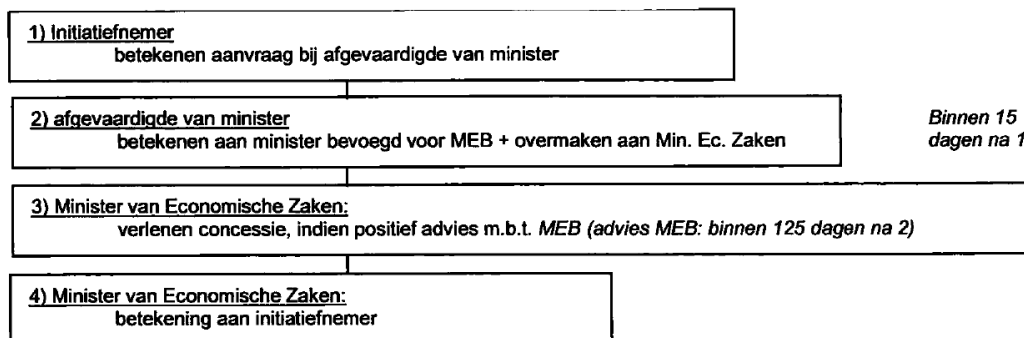 1) Initiatiefnemer
betekenen aanvraag bij afgevaardigde van minister
2) afgevaardigde van minister
betekenen aan minister bevoegd voor MEB + overmaken aan Min. Ec. Zaken
Binnen 15
dagen na 1
3) Minister van Economische Zaken:
verlenen concessie, indien positief advies m.b.t. MEB (advies MEB: binnen 125 dagen na 2)
4) Minister van Economische Zaken:
betekening aan initiatiefnemer